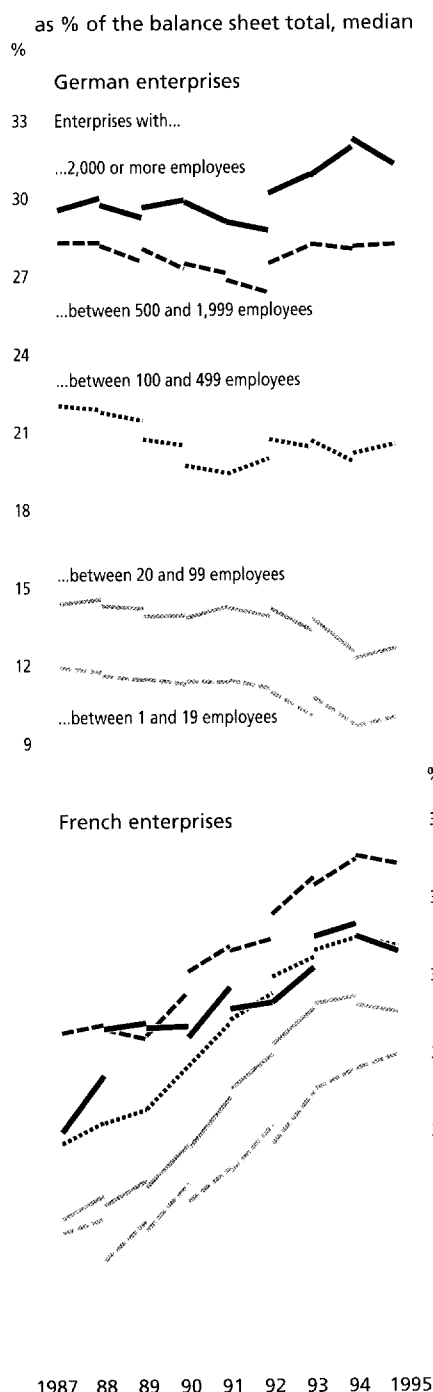 as % of the balance sheet total, median
%
German enterprises
33
Enterprises with...
...2,000 or more employees
30
27
...between 500 and 1,999 employees
24
...between 100 and 499 employees
21
18
15
...between 20 and 99 employees
12
...between 1 and 19 employees
9
French enterprises
1987 88 89 90 91 92 93 94 1995